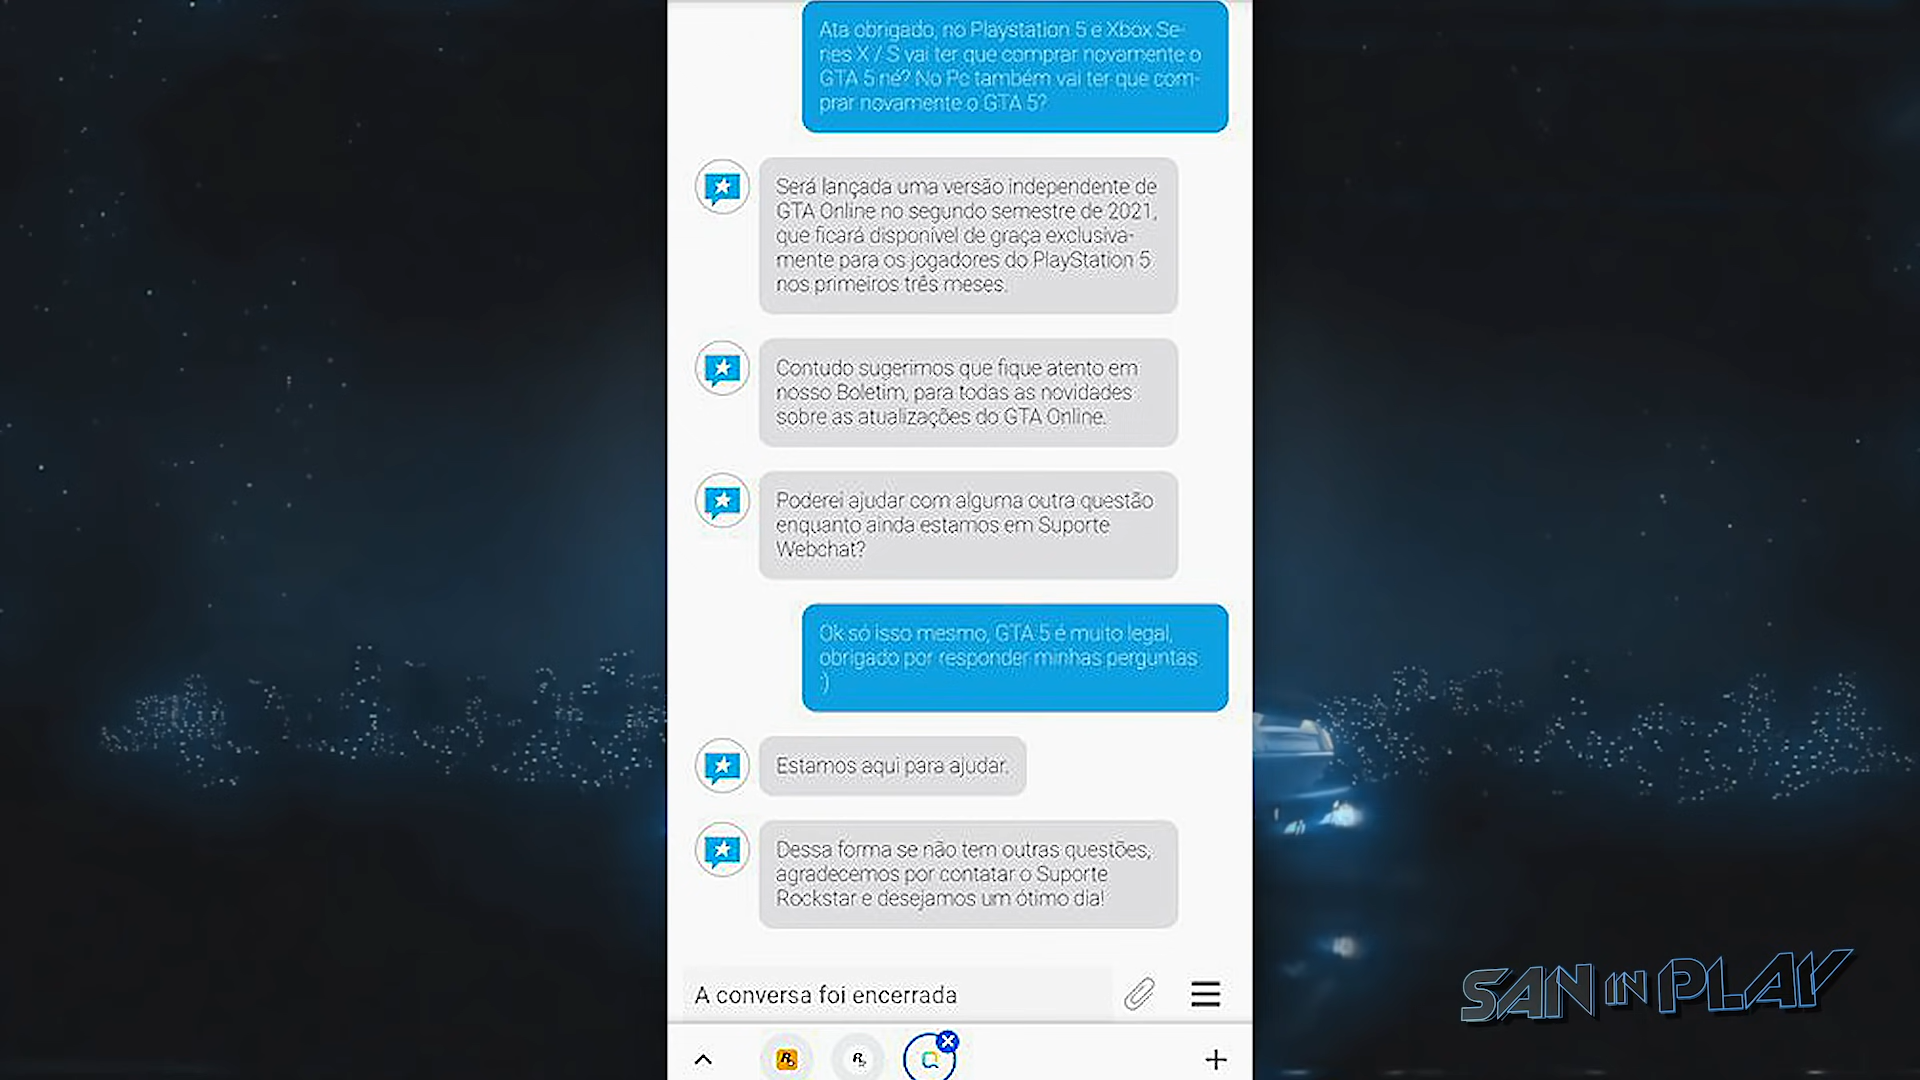 Ata obrigado, no Playstation 5 e Xbox Se-
ries X / S vai ter que comprar novamente o
GTA 5 né? No Pc também vai ter que com-
prar novamente o GTA 5?
Será lançada uma versão independente de
GTA Online no segundo semestre de 2021,
que ficará disponível de graça exclusiva-
mente para os jogadores do PlayStation 5
nos primeiros três meses.
Contudo sugerimos que fique atento em
nosso Boletim, para todas as novidades
sobre as atualizações do GTA Online.
Poderei ajudar com alguma outra questão
enquanto ainda estamos em Suporte
Webchat?
Ok só isso mesmo, GTA 5 é muito legal,
obrigado por responder minhas perguntas
:)
Estamos aqui para ajudar.
Dessa forma se não tem outras questões,
agradecemos por contatar o Suporte
Rockstar e desejamos um ótimo dia!
A conversa foi encerrada
SAN IN PLAY